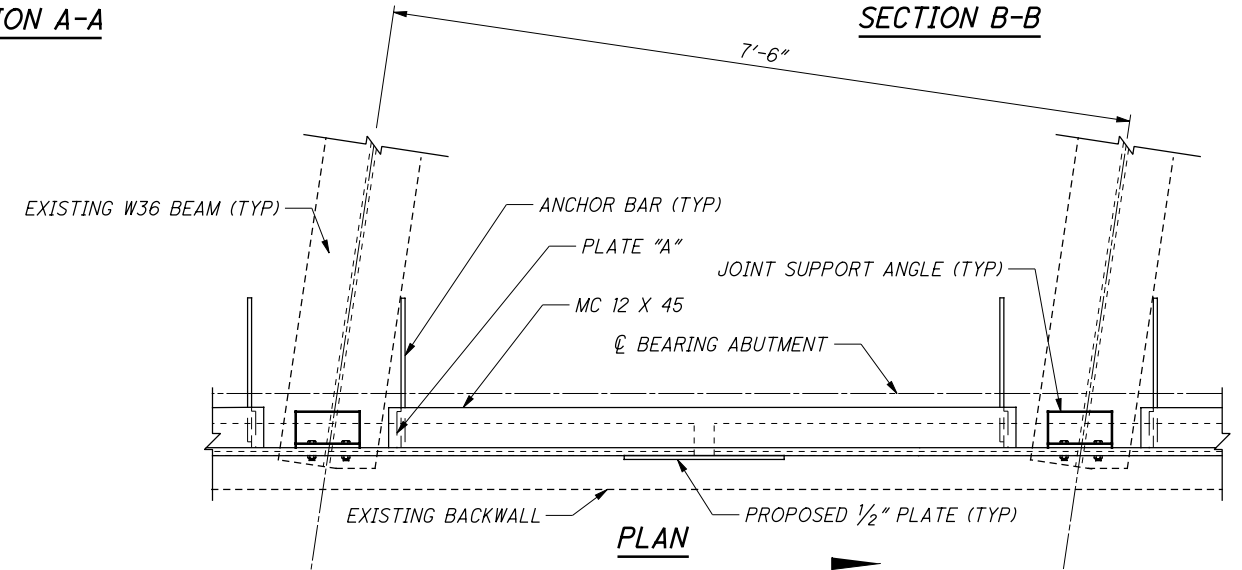 ION A-A
SECTION B-B
7'-6"
EXISTING W36 BEAM (TYP)
ANCHOR BAR (TYP)
PLATE "A"
JOINT SUPPORT ANGLE (TYP)
MC 12 X 45
℄ BEARING ABUTMENT
EXISTING BACKWALL
PROPOSED 1/2" PLATE (TYP)
PLAN